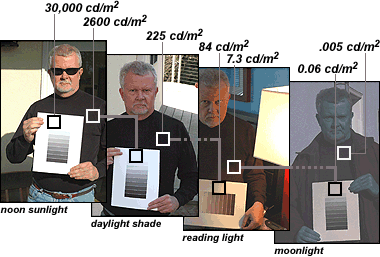 30,000 cd/m²
2600 cd/m²
225 cd/m²
84 cd/m²
7.3 cd/m²
.005 cd/m²
0.06 cd/m²
noon sunlight
daylight shade
reading light
moonlight